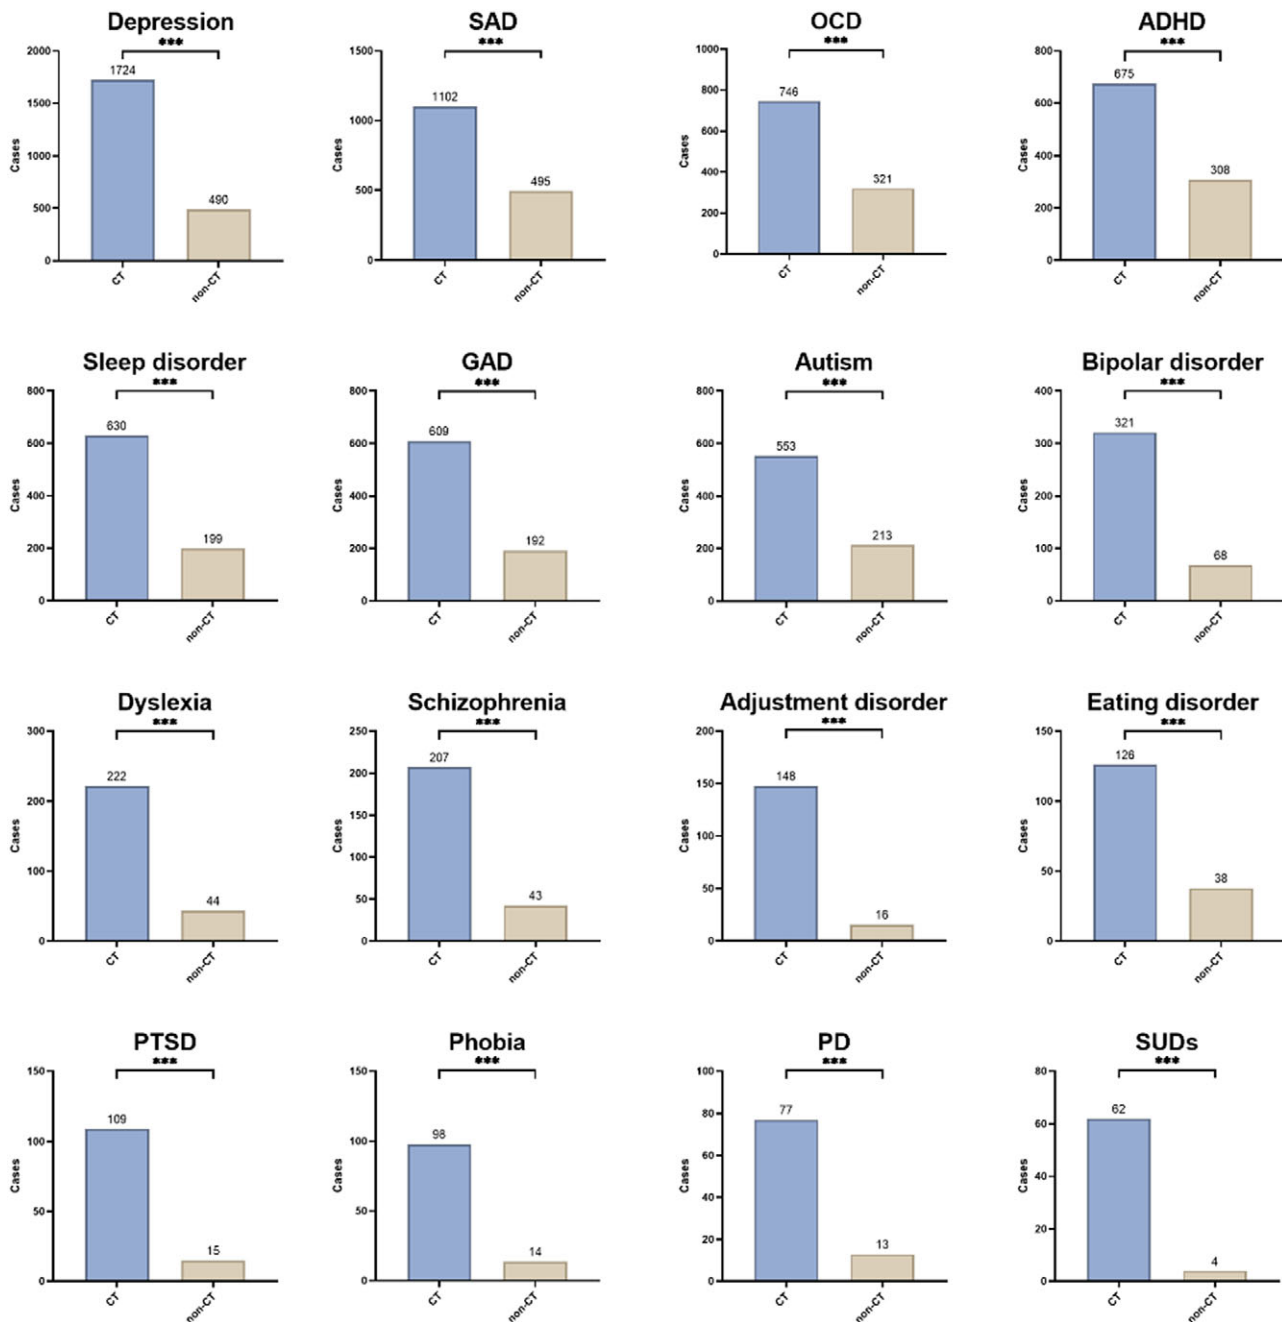 Depression
***
2000
1500
1000
500
0
Cases
1724
490
CT
non-CT
SAD
***
1500
1000
500
0
Cases
1102
495
CT
non-CT
OCD
***
1000
800
600
400
200
0
Cases
746
321
CT
non-CT
ADHD
***
800
600
400
200
0
Cases
675
308
CT
non-CT
Sleep disorder
***
800
600
400
200
0
Cases
630
199
CT
non-CT
GAD
***
800
600
400
200
0
Cases
609
192
CT
non-CT
Autism
***
800
600
400
200
0
Cases
553
213
CT
non-CT
Bipolar disorder
***
400
300
200
100
0
Cases
321
68
CT
non-CT
Dyslexia
***
300
200
100
0
Cases
222
44
CT
non-CT
Schizophrenia
***
250
200
150
100
50
0
Cases
207
43
CT
non-CT
Adjustment disorder
***
200
150
100
50
0
Cases
148
16
CT
non-CT
Eating disorder
***
150
100
50
0
Cases
126
38
CT
non-CT
PTSD
***
150
100
50
0
Cases
109
15
CT
non-CT
Phobia
***
150
100
50
0
Cases
98
14
CT
non-CT
PD
***
100
80
60
40
20
0
Cases
77
13
CT
non-CT
SUDs
***
80
60
40
20
0
Cases
62
4
CT
non-CT